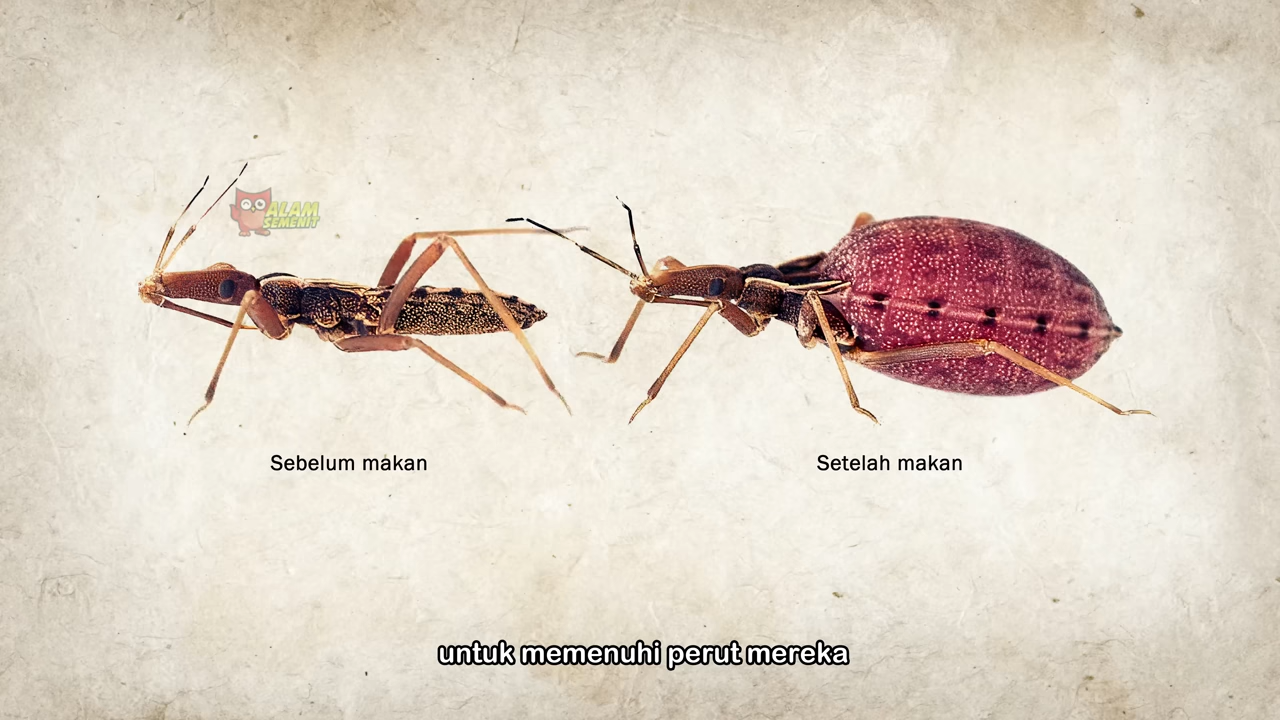 ALAM
SEMENIT
Sebelum makan
Setelah makan
untuk memenuhi perut mereka